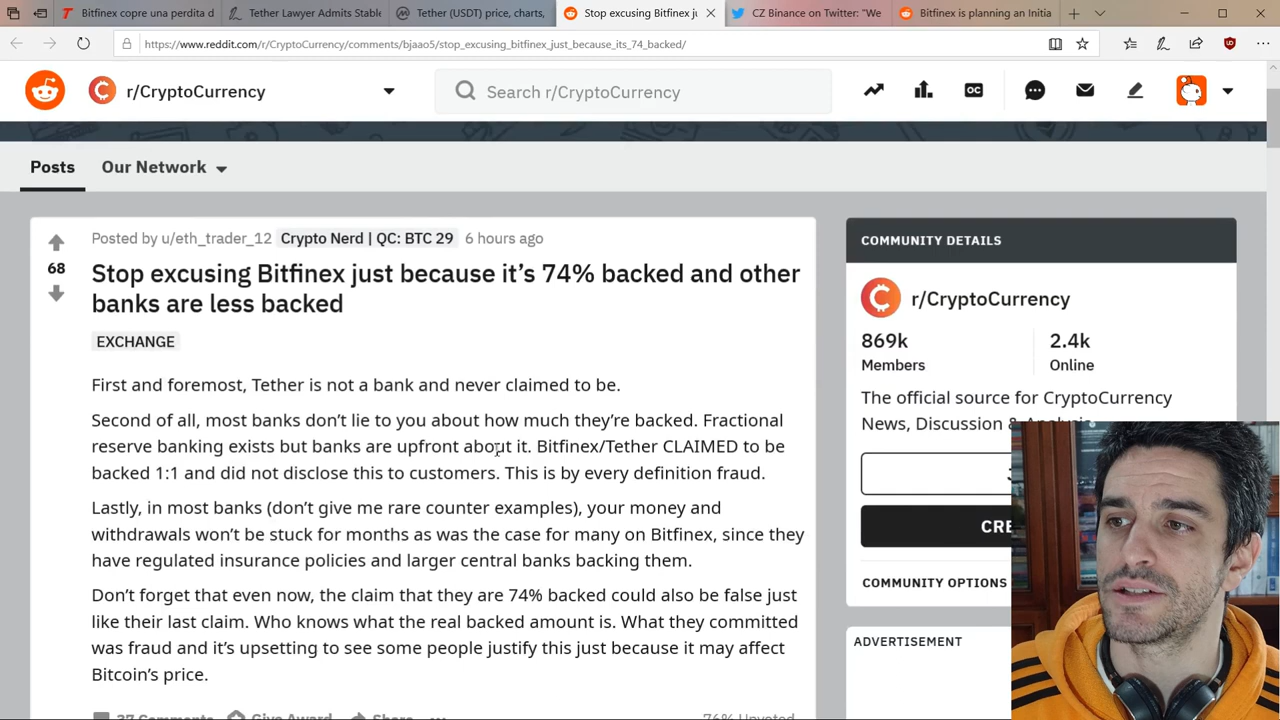 Bitfinex copre una perdita d
Tether Lawyer Admits Stable
Tether (USDT) price, charts,
Stop excusing Bitfinex ju
CZ Binance on Twitter: "We
Bitfinex is planning an Initia
https://www.reddit.com/r/CryptoCurrency/comments/bjaao5/stop_excusing_bitfinex_just_because_its_74_backed/
r/CryptoCurrency
Search r/CryptoCurrency
OC
Posts
Our Network
Posted by u/eth_trader_12 Crypto Nerd | QC: BTC 29 6 hours ago
68
Stop excusing Bitfinex just because it's 74% backed and other
banks are less backed
EXCHANGE
First and foremost, Tether is not a bank and never claimed to be.
Second of all, most banks don't lie to you about how much they're backed. Fractional
reserve banking exists but banks are upfront about it. Bitfinex/Tether CLAIMED to be
backed 1:1 and did not disclose this to customers. This is by every definition fraud.
Lastly, in most banks (don't give me rare counter examples), your money and
withdrawals won't be stuck for months as was the case for many on Bitfinex, since they
have regulated insurance policies and larger central banks backing them.
Don't forget that even now, the claim that they are 74% backed could also be false just
like their last claim. Who knows what the real backed amount is. What they committed
was fraud and it's upsetting to see some people justify this just because it may affect
Bitcoin's price.
37 Comments Give Award Share
76% Upvoted
COMMUNITY DETAILS
r/CryptoCurrency
869k
Members
2.4k
Online
The official source for CryptoCurrency
News, Discussion & Analysis.
CRE
COMMUNITY OPTIONS
ADVERTISEMENT